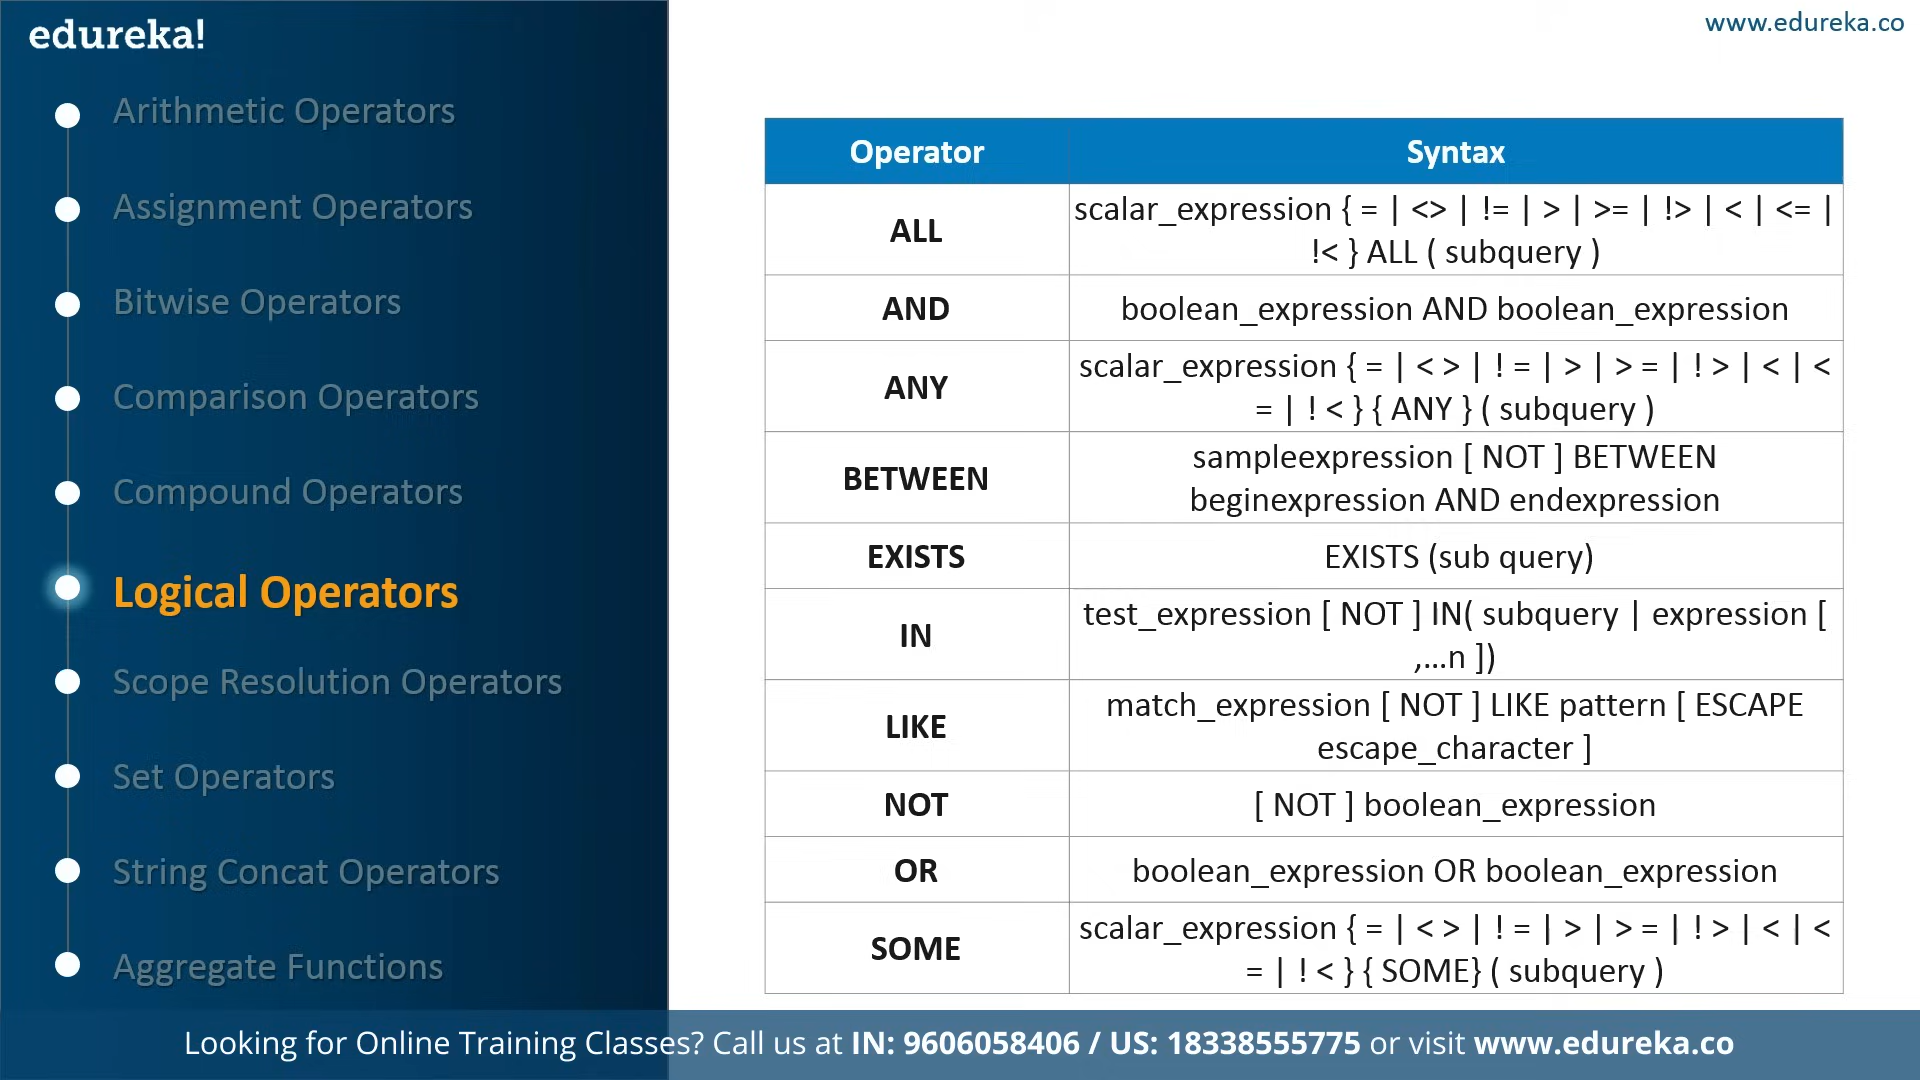 edureka!
www.edureka.co
Arithmetic Operators
Assignment Operators
Bitwise Operators
Comparison Operators
Compound Operators
Logical Operators
Scope Resolution Operators
Set Operators
String Concat Operators
Aggregate Functions
Operator Syntax
ALL
scalar_expression { = | <> | != | > | >= | !> | < | <= |
!< } ALL ( subquery )
AND
boolean_expression AND boolean_expression
ANY
scalar_expression { = | < > | ! = | > | > = | ! > | < | <
= | ! < } { ANY } ( subquery )
BETWEEN
sampleexpression [ NOT ] BETWEEN
beginexpression AND endexpression
EXISTS
EXISTS (sub query)
IN
test_expression [ NOT ] IN( subquery | expression [
,...n ])
LIKE
match_expression [ NOT ] LIKE pattern [ ESCAPE
escape_character ]
NOT
[ NOT ] boolean_expression
OR
boolean_expression OR boolean_expression
SOME
scalar_expression { = | < > | ! = | > | > = | ! > | < | <
= | ! < } { SOME} ( subquery )
Looking for Online Training Classes? Call us at IN: 9606058406 / US: 18338555775 or visit www.edureka.co